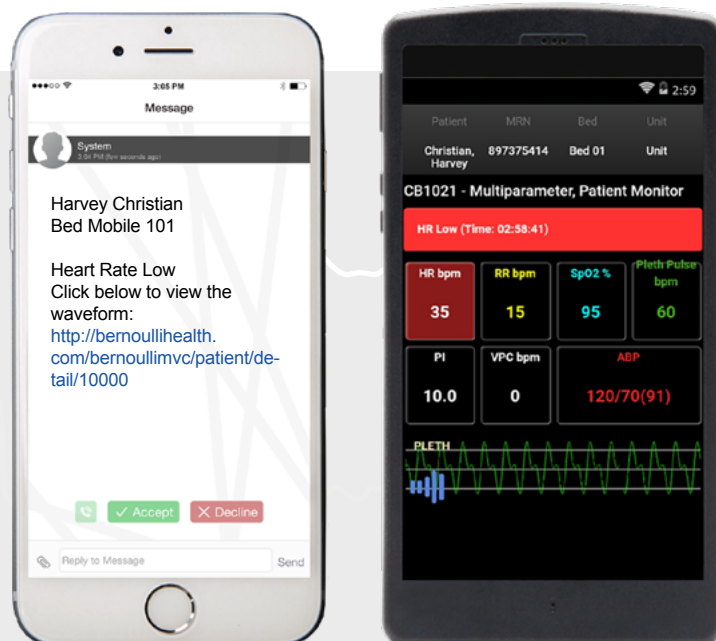 3:05 PM
Message
System
2:04 PM (few seconds ago)
Harvey Christian
Bed Mobile 101
Heart Rate Low
Click below to view the
waveform:
http://bernoullihealth.
com/bernoullimvc/patient/de-
tail/10000
Accept
Decline
Reply to Message
Send
2:59
Patient MRN Bed Unit
Christian, 897375414 Bed 01 Unit
Harvey
CB1021 - Multiparameter, Patient Monitor
HR Low (Time: 02:58:41)
HR bpm RR bpm SpO2 % Pleth Pulse
bpm
35 15 95 60
PI VPC bpm ABP
10.0 0 120/70(91)
PLETH